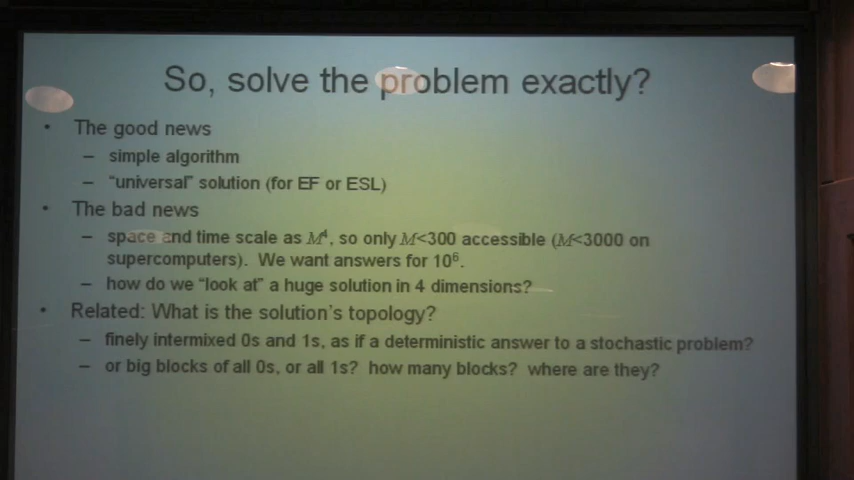 So, solve the problem exactly?
• The good news
– simple algorithm
– "universal" solution (for EF or ESL)
• The bad news
– space and time scale as M⁴, so only M<300 accessible (M<3000 on
supercomputers). We want answers for 10⁶.
– how do we "look at" a huge solution in 4 dimensions?
• Related: What is the solution's topology?
– finely intermixed 0s and 1s, as if a deterministic answer to a stochastic problem?
– or big blocks of all 0s, or all 1s? how many blocks? where are they?